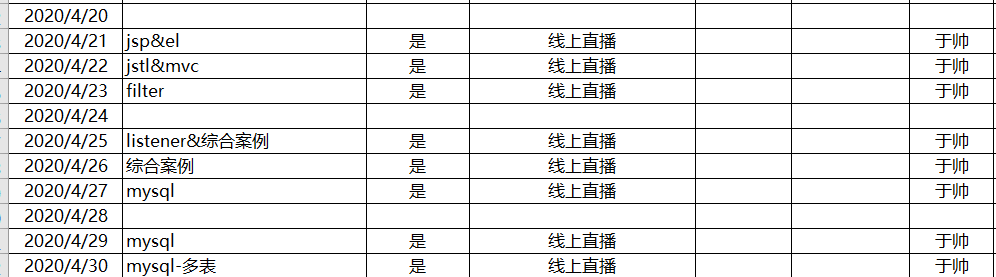 2020/4/20
2020/4/21 jsp&el 是 线上直播 于帅
2020/4/22 jstl&mvc 是 线上直播 于帅
2020/4/23 filter 是 线上直播 于帅
2020/4/24
2020/4/25 listener&综合案例 是 线上直播 于帅
2020/4/26 综合案例 是 线上直播 于帅
2020/4/27 mysql 是 线上直播 于帅
2020/4/28
2020/4/29 mysql 是 线上直播 于帅
2020/4/30 mysql-多表 是 线上直播 于帅